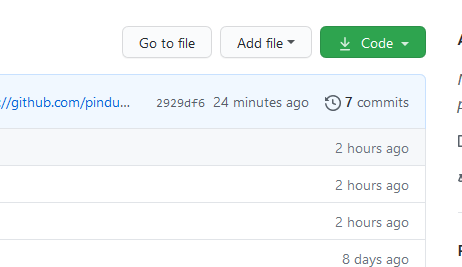 Go to file Add file Code
://github.com/pindu... 2929df6 24 minutes ago 7 commits
2 hours ago
2 hours ago
2 hours ago
8 days ago